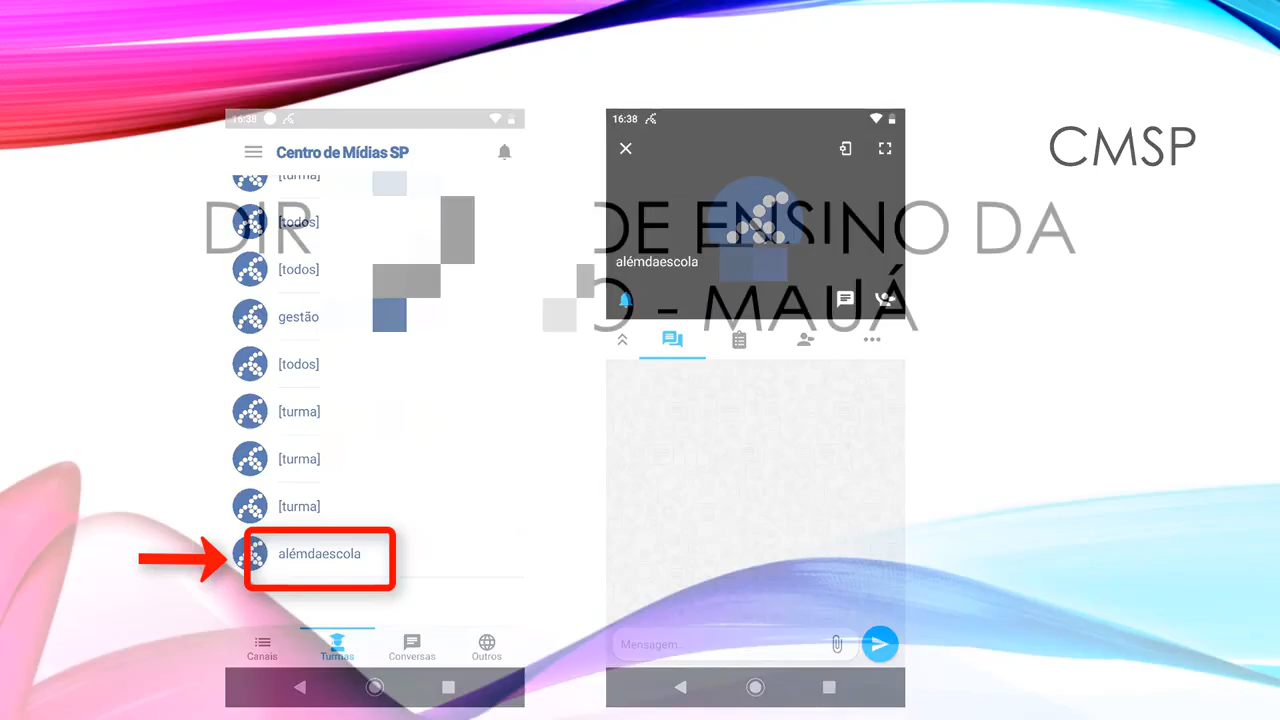 CMSP
DE ENSINO DA
- MAUÁ
16:38
Centro de Mídias SP
[turma]
[todos]
[todos]
gestão
[todos]
[turma]
[turma]
[turma]
alémdaescola
Canais
Turmas
Conversas
Outros
16:38
alémdaescola
Mensagem...